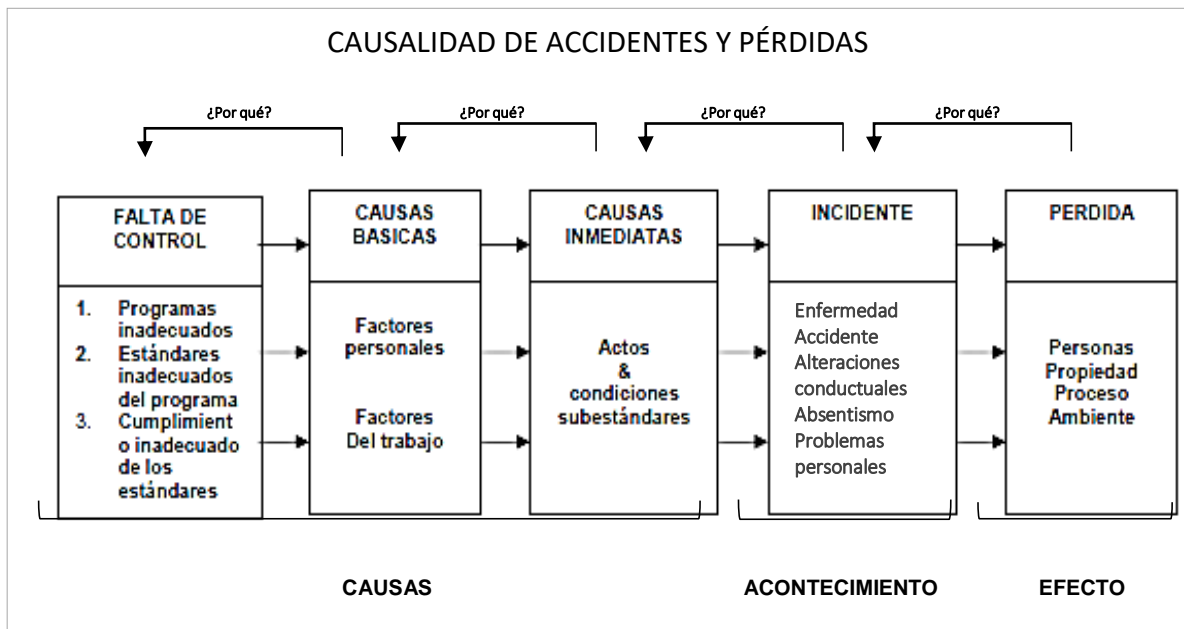 CAUSALIDAD DE ACCIDENTES Y PÉRDIDAS
¿Por qué?
¿Por qué?
¿Por qué?
¿Por qué?
FALTA DE
CONTROL
1. Programas
inadecuados
2. Estándares
inadecuados
del programa
3. Cumplimient
o inadecuado
de los
estándares
CAUSAS
BASICAS
Factores
personales
Factores
Del trabajo
CAUSAS
INMEDIATAS
Actos
&
condiciones
subestándares
INCIDENTE
Enfermedad
Accidente
Alteraciones
conductuales
Absentismo
Problemas
personales
PERDIDA
Personas
Propiedad
Proceso
Ambiente
CAUSAS
ACONTECIMIENTO
EFECTO